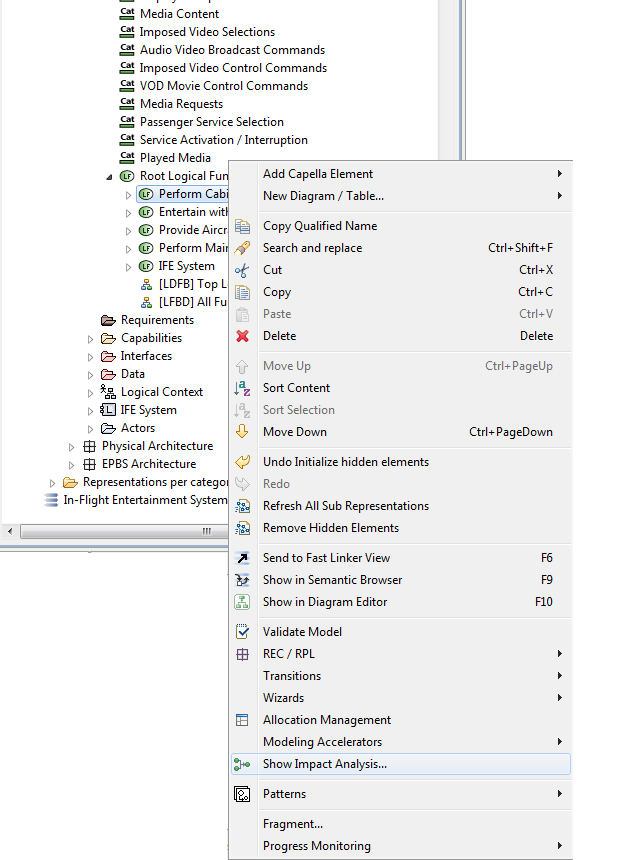 Cat Media Content
Cat Imposed Video Selections
Cat Audio Video Broadcast Commands
Cat Imposed Video Control Commands
Cat VOD Movie Control Commands
Cat Media Requests
Cat Passenger Service Selection
Cat Service Activation / Interruption
Cat Played Media
LF Root Logical Fun
LF Perform Cabi
LF Entertain with
LF Provide Aircr
LF Perform Main
LF IFE System
[LDFB] Top L
[LFBD] All Fu
Requirements
Capabilities
Interfaces
Data
Logical Context
L IFE System
Actors
Physical Architecture
EPBS Architecture
Representations per catego
In-Flight Entertainment System
Add Capella Element
New Diagram / Table...
Copy Qualified Name
Search and replace Ctrl+Shift+F
Cut Ctrl+X
Copy Ctrl+C
Paste Ctrl+V
Delete Delete
Move Up Ctrl+PageUp
Sort Content
Sort Selection
Move Down Ctrl+PageDown
Undo Initialize hidden elements
Redo
Refresh All Sub Representations
Remove Hidden Elements
Send to Fast Linker View F6
Show in Semantic Browser F9
Show in Diagram Editor F10
Validate Model
REC / RPL
Transitions
Wizards
Allocation Management
Modeling Accelerators
Show Impact Analysis...
Patterns
Fragment...
Progress Monitoring